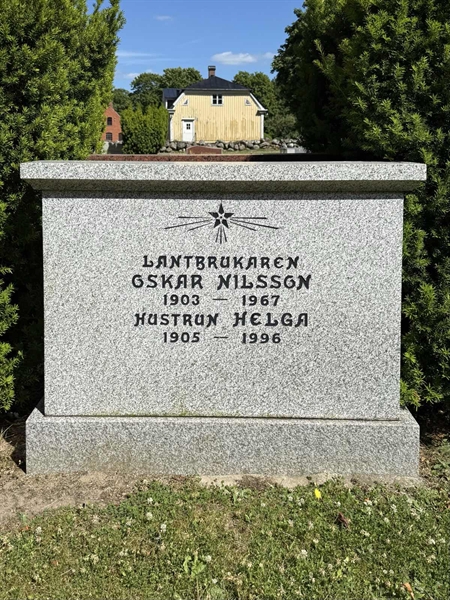 LANTBRUKAREN
OSKAR NILSSON
1903 — 1967
HUSTRUN HELGA
1905 — 1996